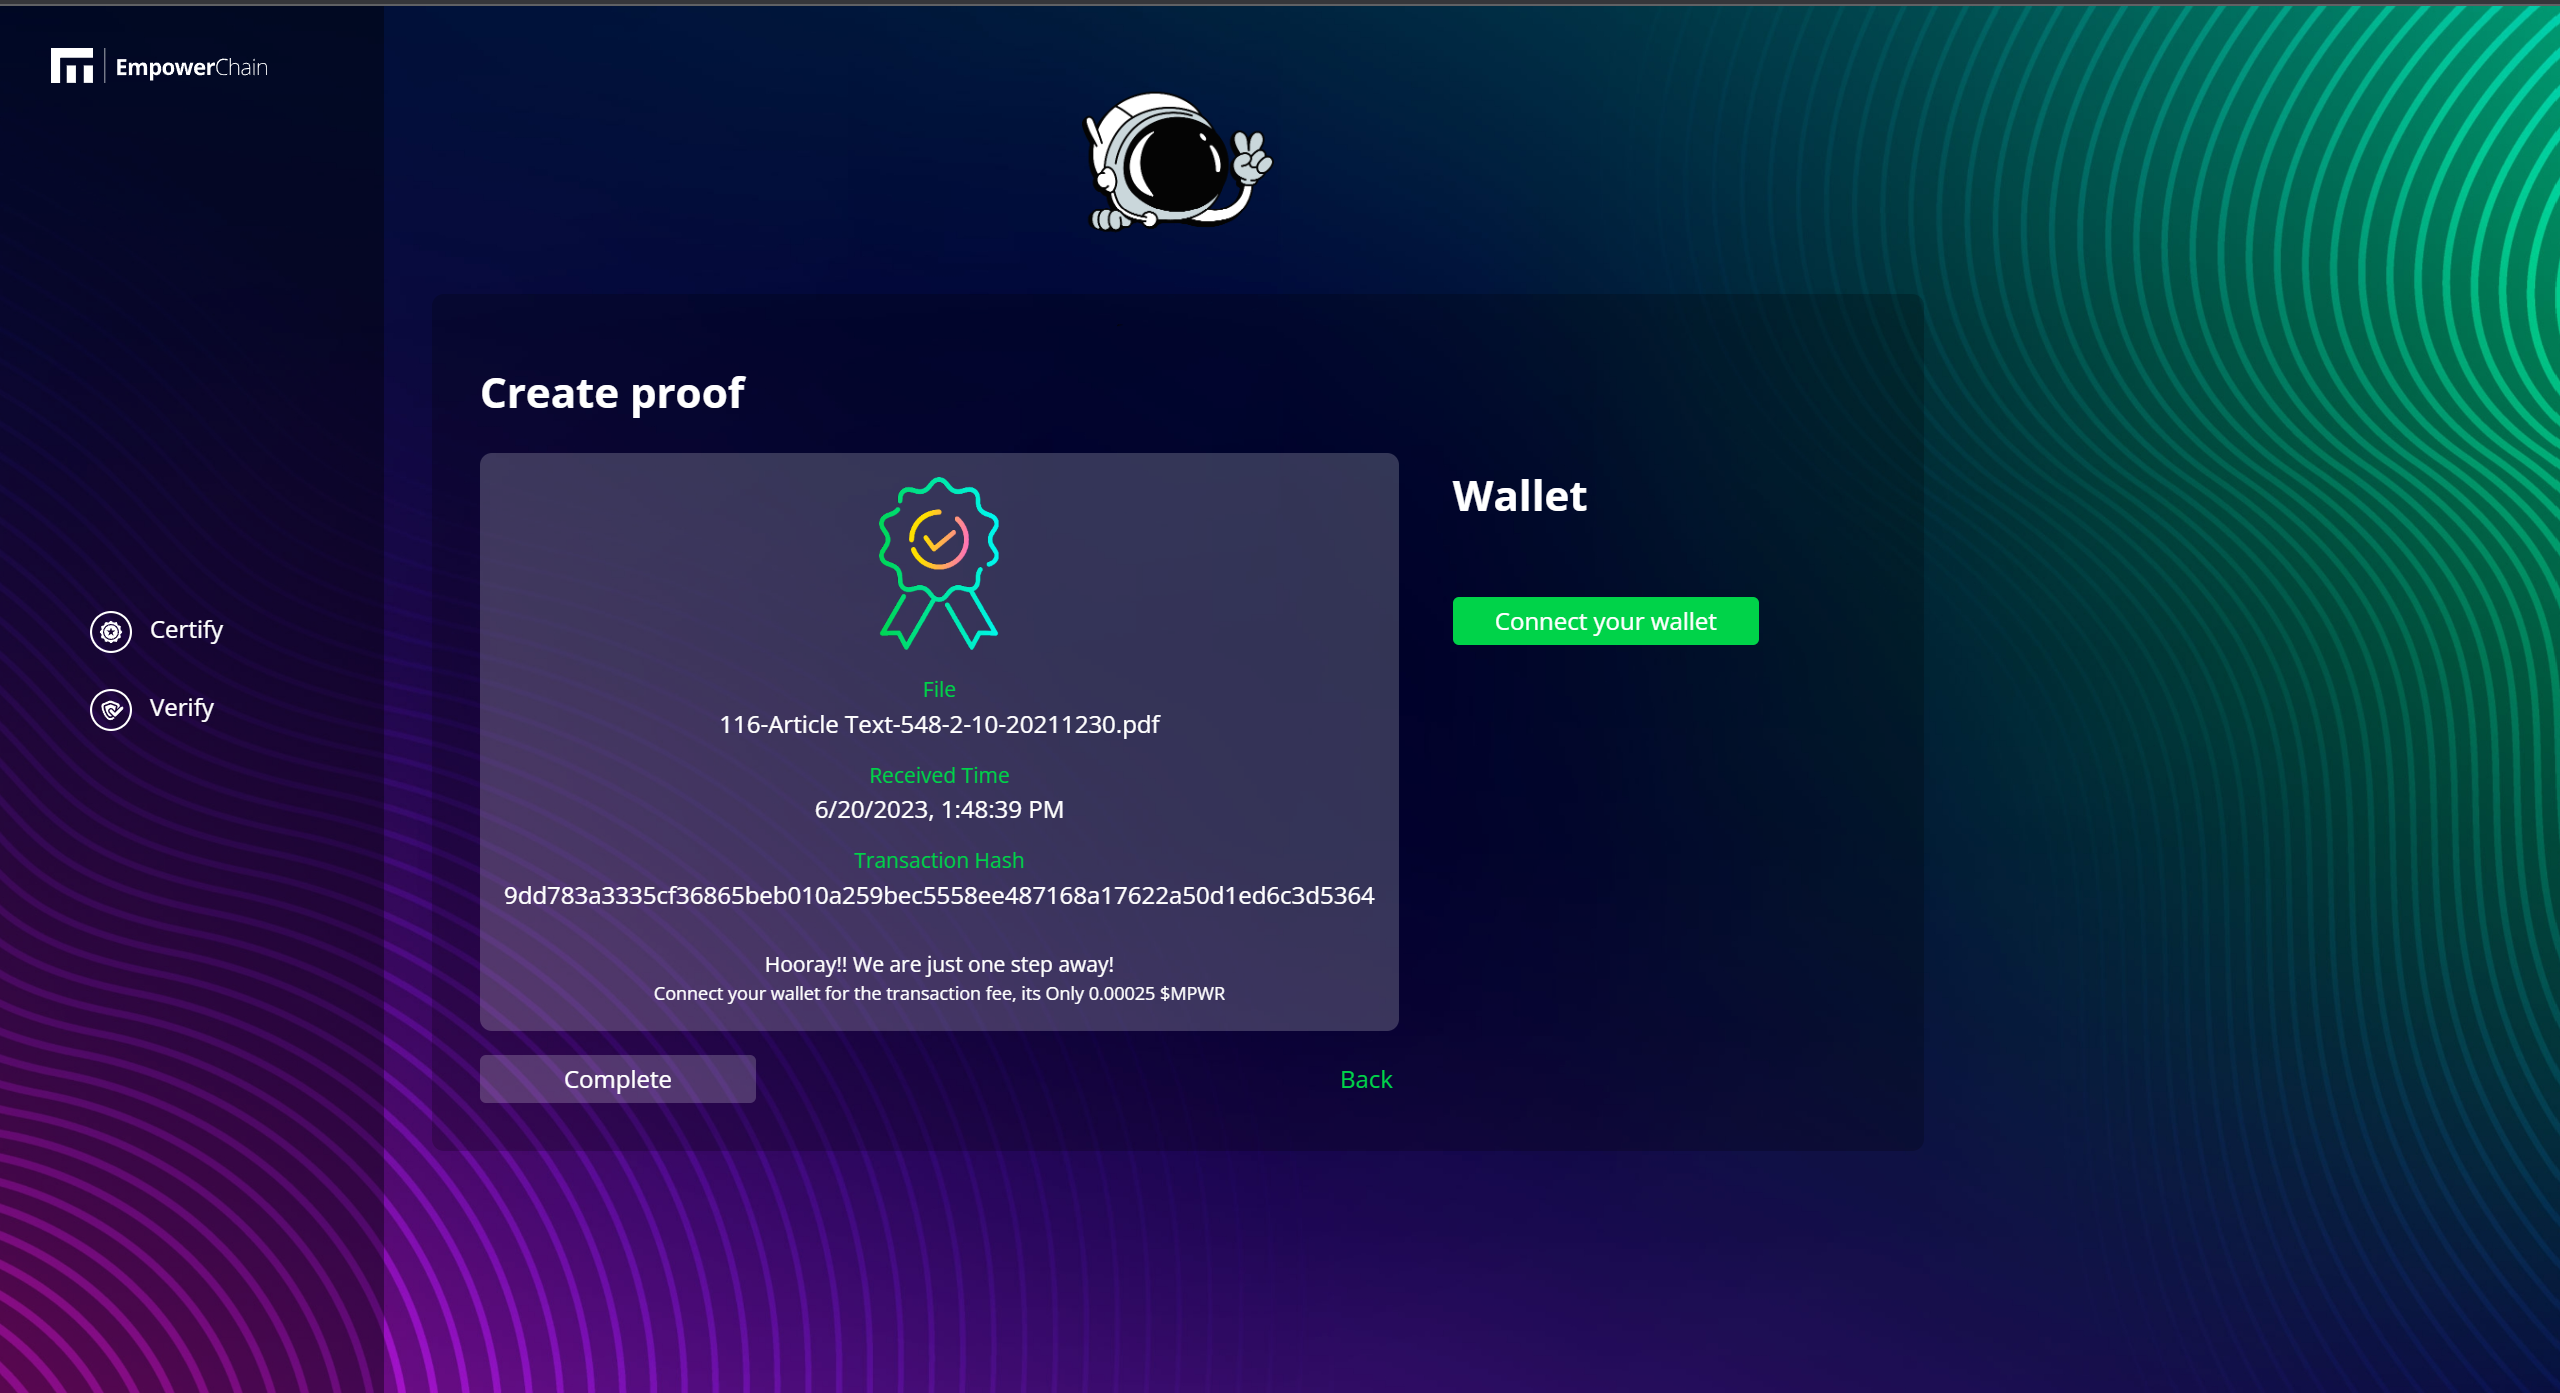 EmpowerChain
Certify
Verify
Create proof
File
116-Article Text-548-2-10-20211230.pdf
Received Time
6/20/2023, 1:48:39 PM
Transaction Hash
9dd783a3335cf36865beb010a259bec5558ee487168a17622a50d1ed6c3d5364
Hooray!! We are just one step away!
Connect your wallet for the transaction fee, its Only 0.00025 $MPWR
Complete
Back
Wallet
Connect your wallet